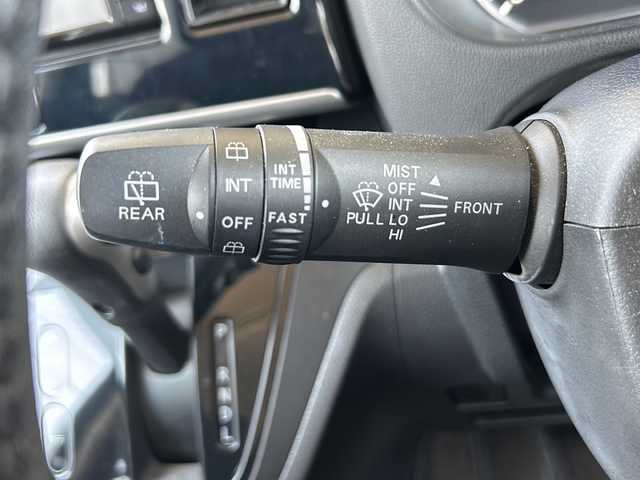 REAR
INT
OFF
INT
TIME
FAST
MIST
OFF
INT
PULL LO
HI
FRONT